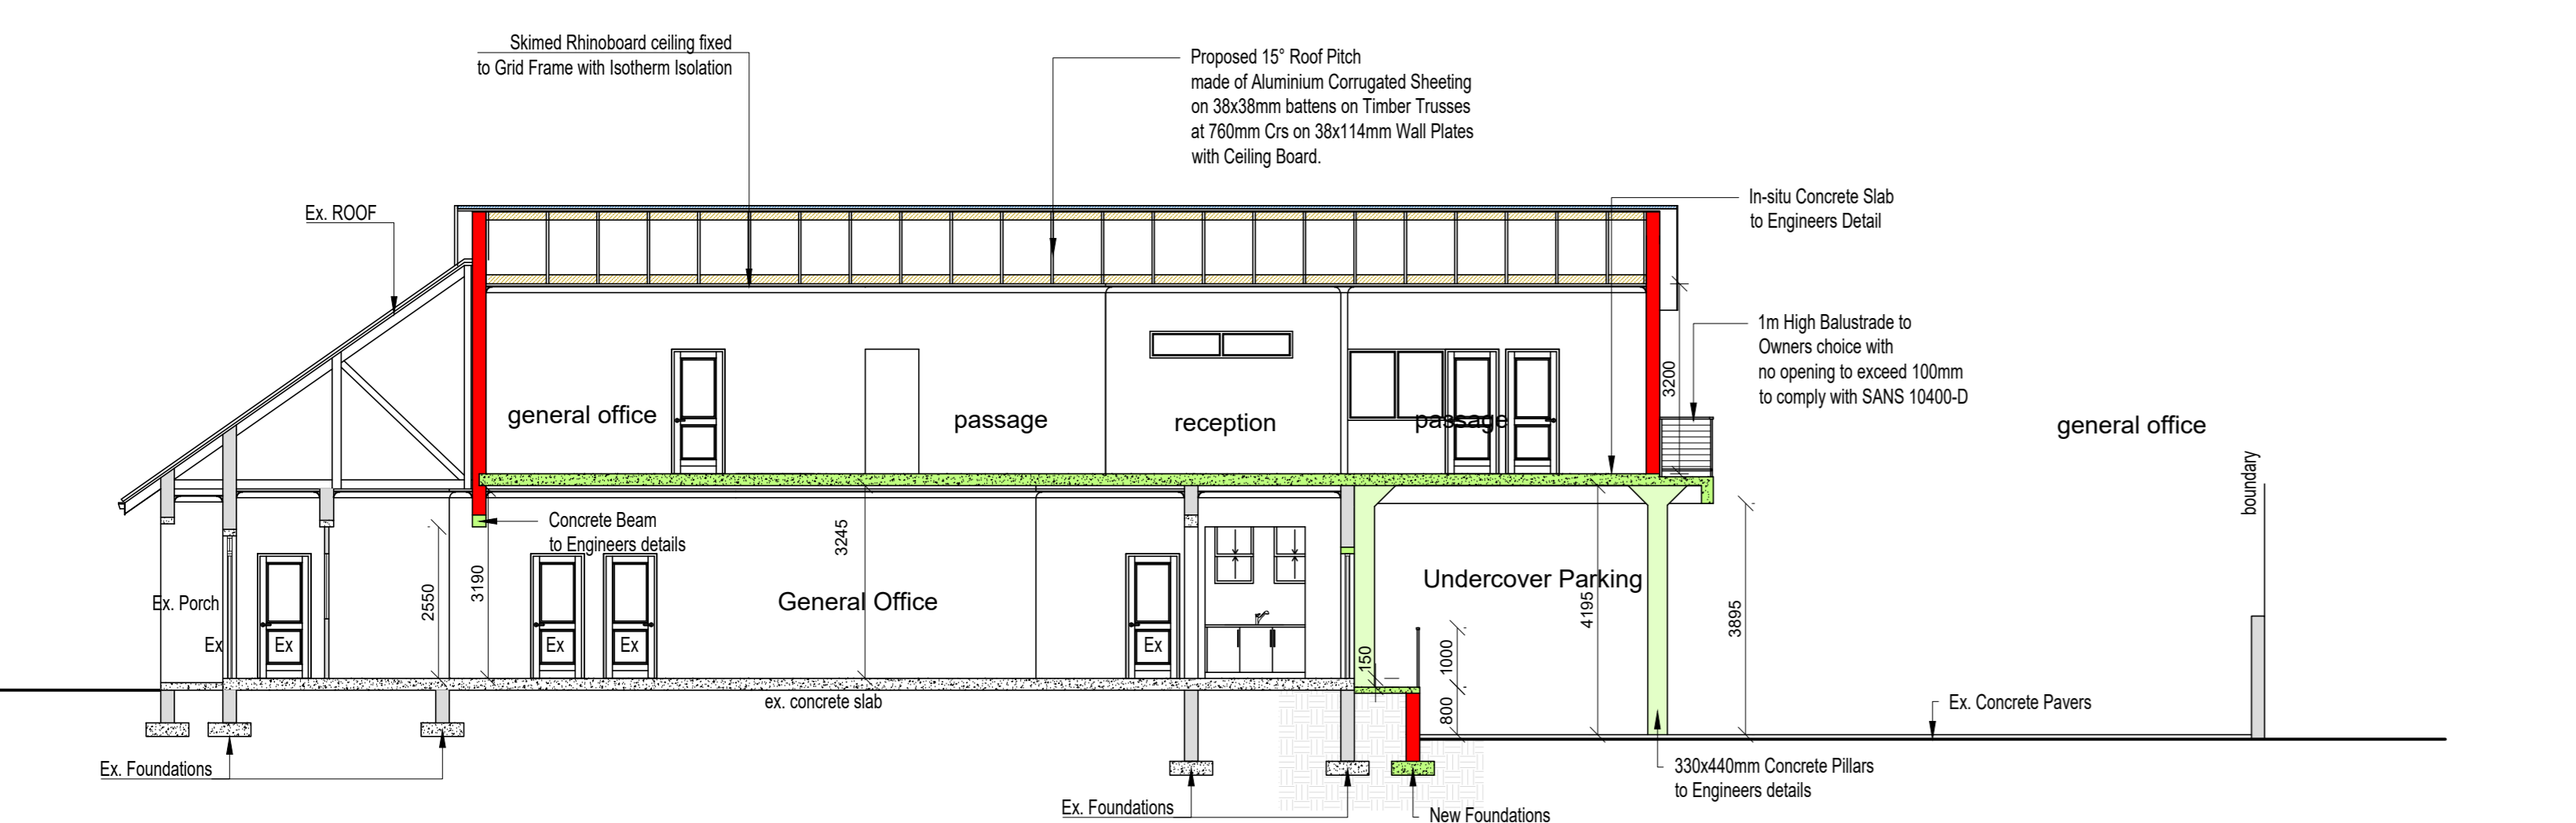 Skimed Rhinoboard ceiling fixed
to Grid Frame with Isotherm Isolation
Proposed 15° Roof Pitch
made of Aluminium Corrugated Sheeting
on 38x38mm battens on Timber Trusses
at 760mm Crs on 38x114mm Wall Plates
with Ceiling Board.
Ex. ROOF
In-situ Concrete Slab
to Engineers Detail
1m High Balustrade to
Owners choice with
no opening to exceed 100mm
to comply with SANS 10400-D
3200
general office
passage
reception
passage
general office
boundary
Concrete Beam
to Engineers details
3245
2550
3190
Ex. Porch
General Office
Undercover Parking
4195
3895
Ex
Ex
Ex
Ex
Ex
150
1000
800
ex. concrete slab
Ex. Concrete Pavers
Ex. Foundations
330x440mm Concrete Pillars
to Engineers details
Ex. Foundations
New Foundations